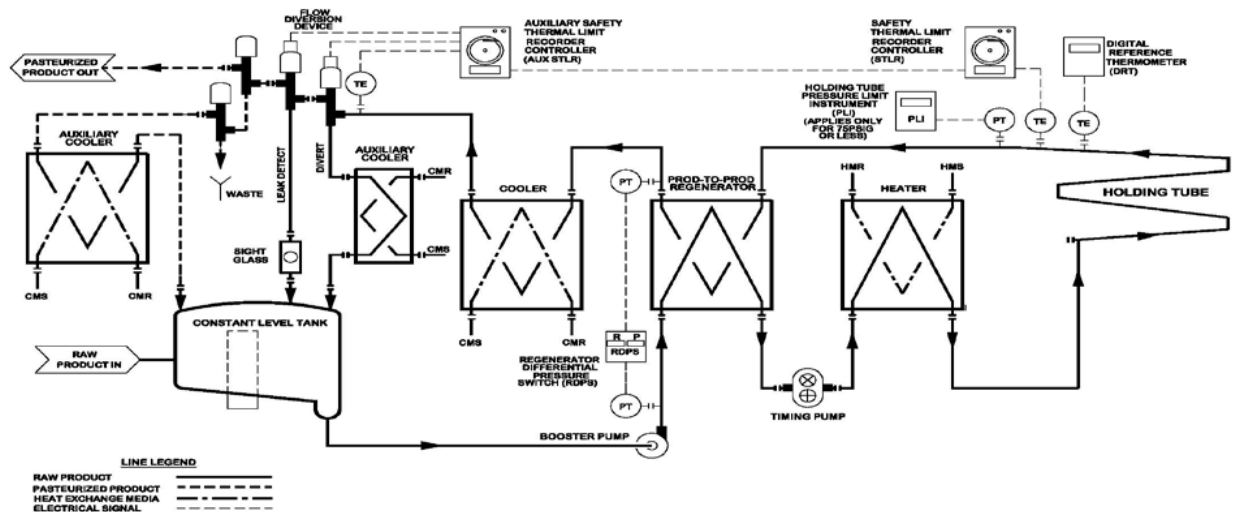 FLOW
DIVERSION
DEVICE
AUXILIARY SAFETY
THERMAL LIMIT
RECORDER
CONTROLLER
(AUX STLR)
SAFETY
THERMAL LIMIT
RECORDER
CONTROLLER
(STLR)
DIGITAL
REFERENCE
THERMOMETER
(DRT)
PASTEURIZED
PRODUCT OUT
TE
HOLDING TUBE
PRESSURE LIMIT
INSTRUMENT
(PLI)
(APPLIES ONLY
FOR 75PSIG
OR LESS)
PLI
PT
TE
TE
AUXILIARY
COOLER
WASTE
LEAK DETECT
DIVERT
AUXILIARY
COOLER
CMR
CMS
COOLER
PT
PROD-TO-PROD
REGENERATOR
HMR
HMS
HEATER
HOLDING TUBE
SIGHT
GLASS
CMS
CMR
CONSTANT LEVEL TANK
RAW
PRODUCT IN
CMS
CMR
R P
RDPS
REGENERATOR
DIFFERENTIAL
PRESSURE
SWITCH (RDPS)
PT
TIMING PUMP
BOOSTER PUMP
LINE LEGEND
RAW PRODUCT
PASTEURIZED PRODUCT
HEAT EXCHANGE MEDIA
ELECTRICAL SIGNAL